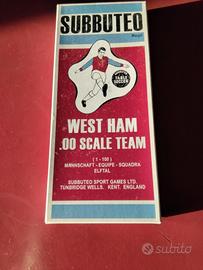 SUBBUTEO
TABLE
SOCCER
WEST HAM
.00 SCALE TEAM
( 1 - 100 )
MANNSCHAFT - EQUIPE - SQUADRA
ELFTAL
SUBBUTEO SPORT GAMES LTD.
TUNBRIDGE WELLS. KENT. ENGLAND
subito